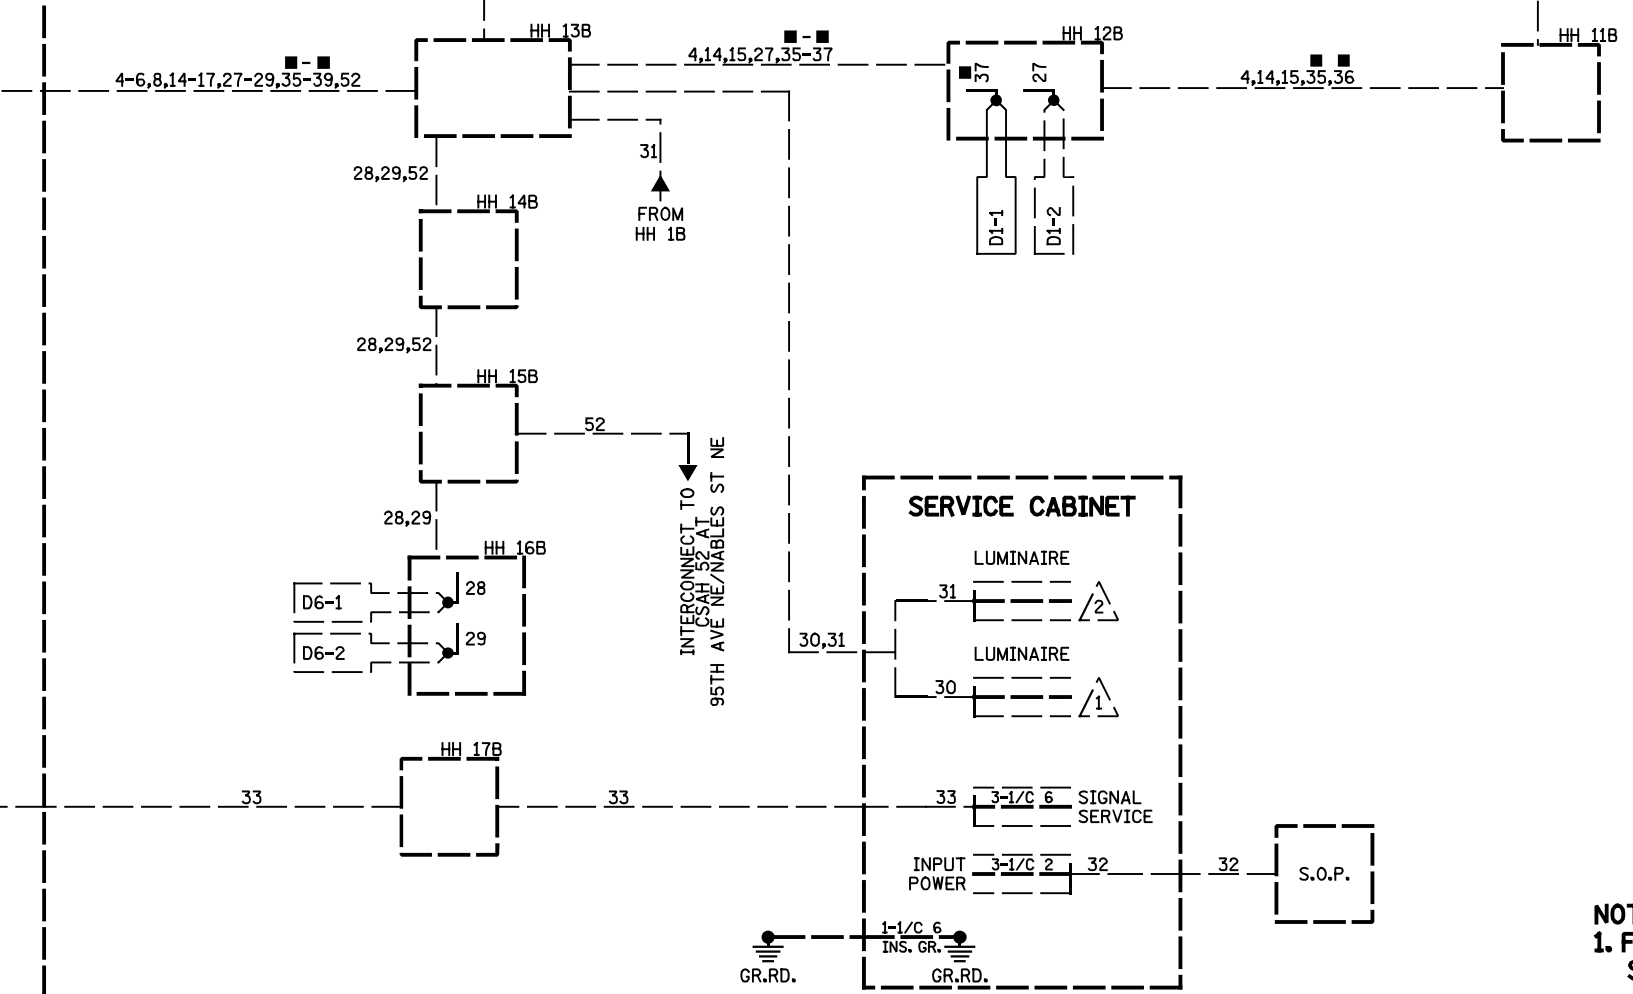 HH 13B
HH 12B
HH 11B
4-6,8,14-17,27-29,35-39,52
4,14,15,27,35-37
4,14,15,35,36
37
27
31
FROM
HH 1B
D1-1
D1-2
28,29,52
HH 14B
28,29,52
HH 15B
52
INTERCONNECT TO
CSAH 52 AT
95TH AVE NE/NABLES ST NE
28,29
HH 16B
D6-1
28
D6-2
29
SERVICE CABINET
LUMINAIRE
31
2
30,31
LUMINAIRE
30
1
HH 17B
33
33
33
3-1/C 6
SIGNAL
SERVICE
INPUT
POWER
3-1/C 2
32
32
S.O.P.
1-1/C 6
INS. GR.
GR.RD.
GR.RD.
NOT
1. F
S